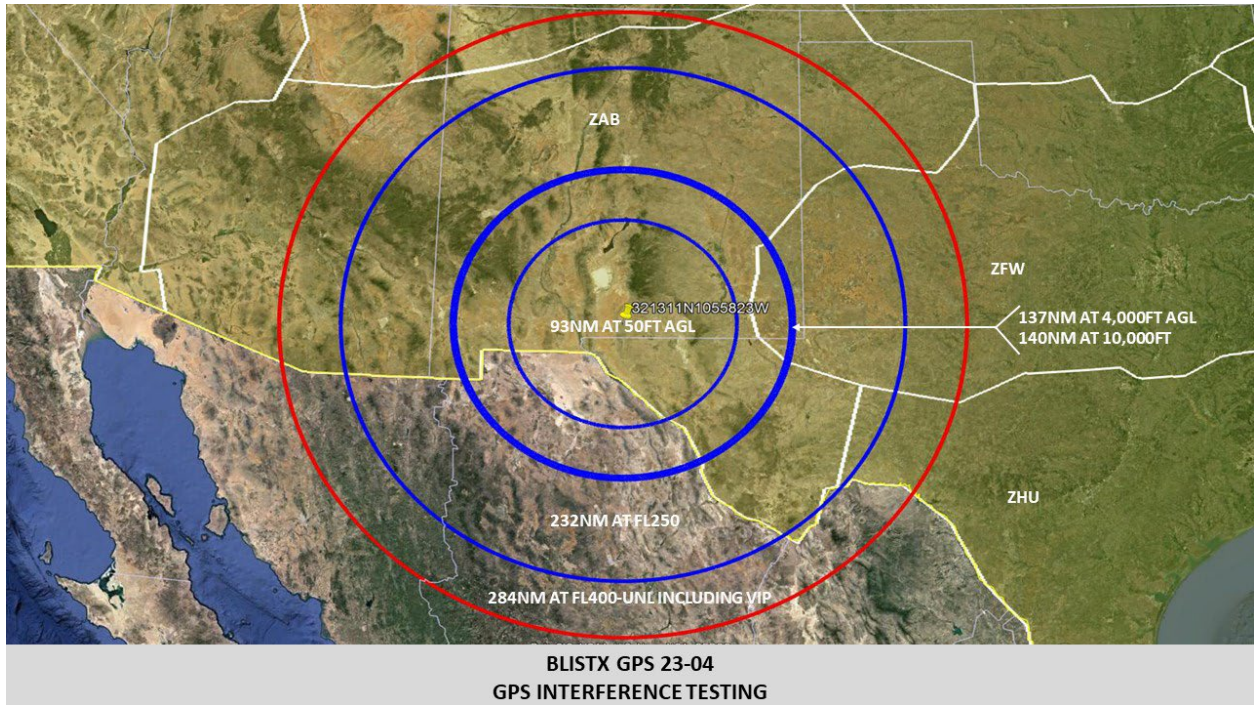 ZAB
ZFW
321311N1055823W
93NM AT 50FT AGL
137NM AT 4,000FT AGL
140NM AT 10,000FT
ZHU
232NM AT FL250
284NM AT FL400-UNL INCLUDING VIP
BLISTX GPS 23-04
GPS INTERFERENCE TESTING